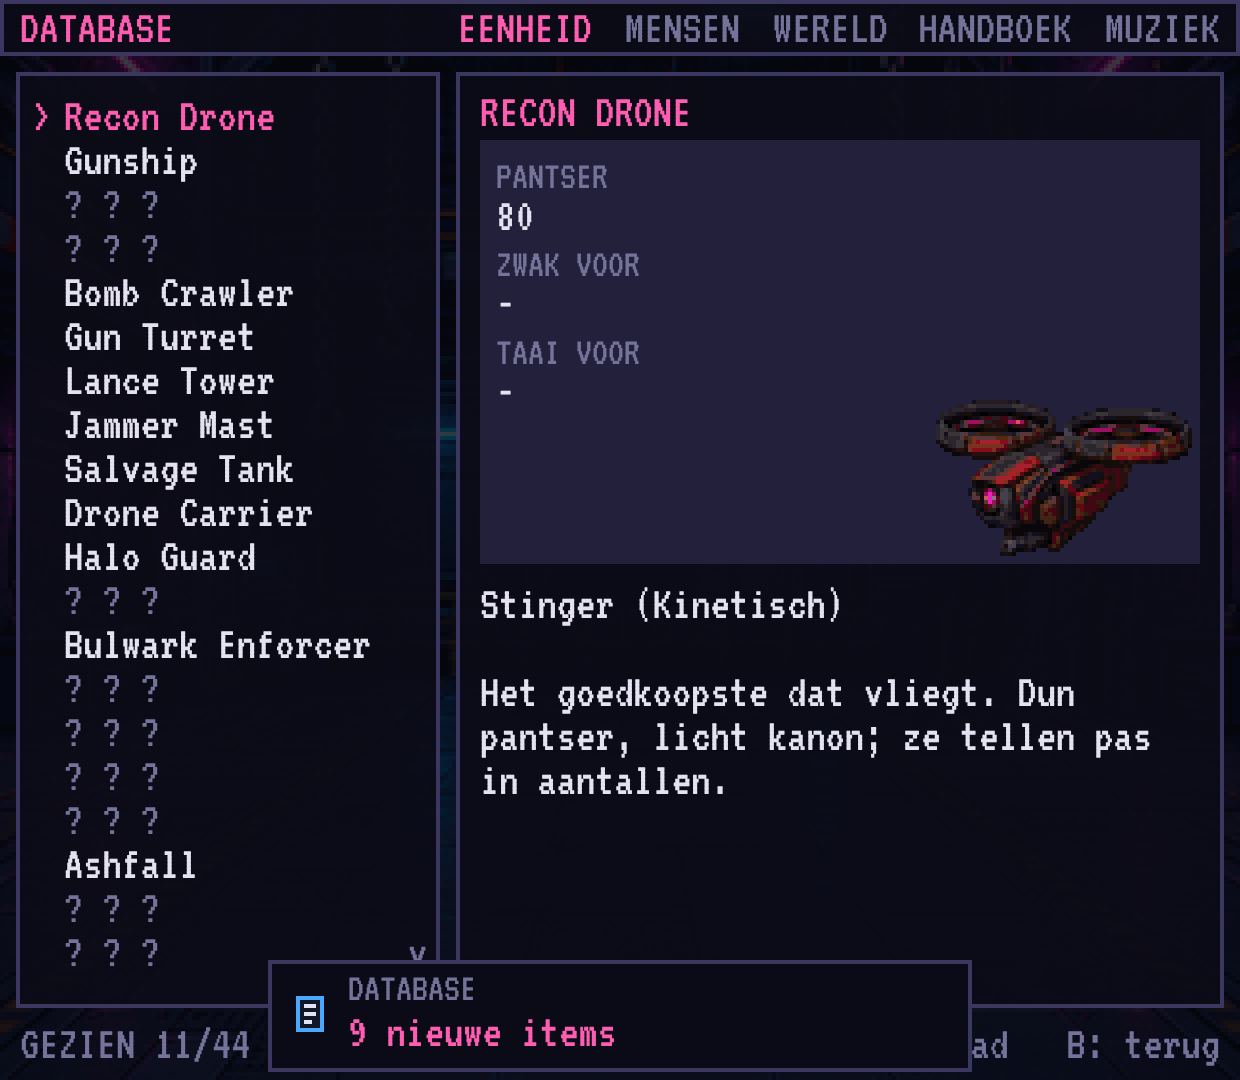 DATABASE EENHEID MENSEN WERELD HANDBOEK MUZIEK
> Recon Drone
Gunship
? ? ?
? ? ?
Bomb Crawler
Gun Turret
Lance Tower
Jammer Mast
Salvage Tank
Drone Carrier
Halo Guard
? ? ?
Bulwark Enforcer
? ? ?
? ? ?
? ? ?
? ? ?
Ashfall
? ? ?
? ? ?
RECON DRONE
PANTSER
80
ZWAK VOOR
-
TAAI VOOR
-
Stinger (Kinetisch)
Het goedkoopste dat vliegt. Dun
pantser, licht kanon; ze tellen pas
in aantallen.
DATABASE
9 nieuwe items
GEZIEN 11/44
B: terug